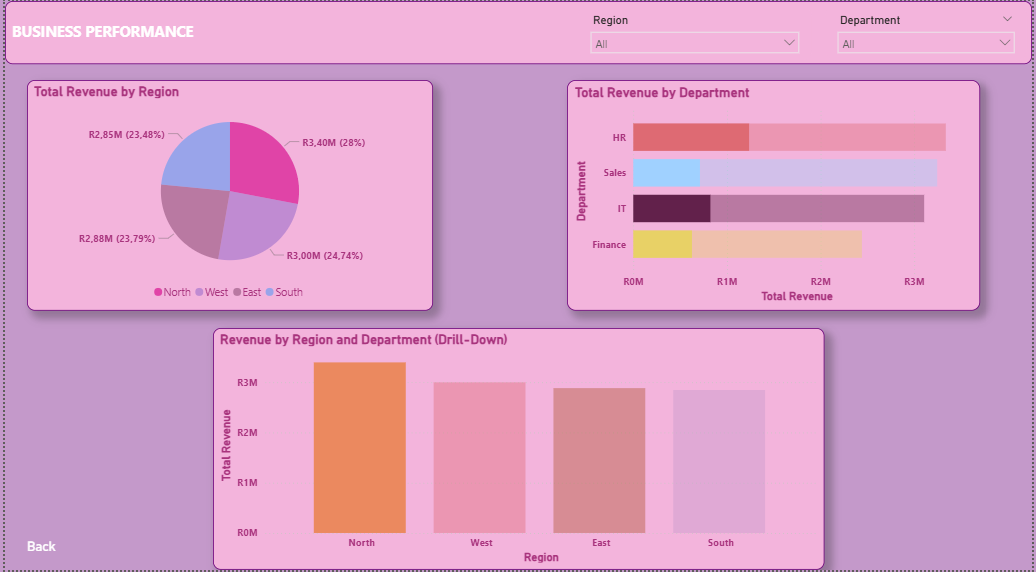 BUSINESS PERFORMANCE
Region
All
Department
All
Total Revenue by Region
R2,85M (23,48%)
R3,40M (28%)
R2,88M (23,79%)
R3,00M (24,74%)
North West East South
Total Revenue by Department
Department
HR
Sales
IT
Finance
R0M R1M R2M R3M
Total Revenue
Revenue by Region and Department (Drill-Down)
Total Revenue
R3M
R2M
R1M
R0M
North West East South
Region
Back